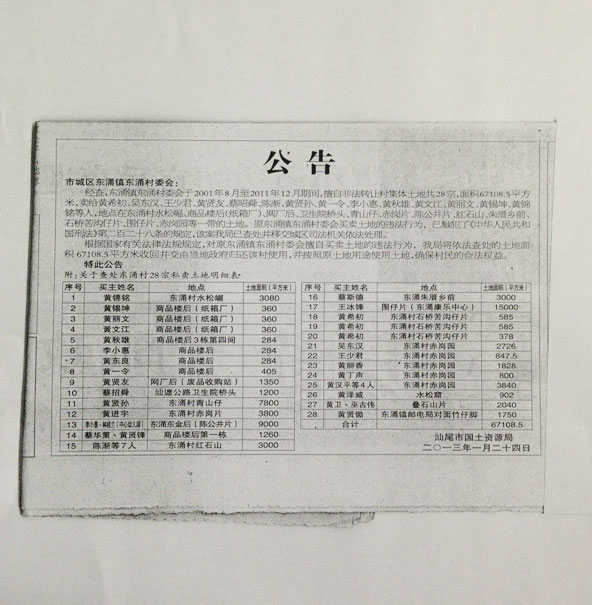 公告
市城区东涌镇东涌村委会：
经查，东涌镇东涌村委会于2001年8月至2011年12月期间，擅自非法转让村集体土地共28宗，面积67108.5平方
米，卖给黄希初、吴东汉、王少君、黄贤友、蔡昭舜、陈渐、黄贤孙、黄一令、李小惠、黄秋雄、黄东良、黄文江、黄丽文、黄锡坤、黄锦
铭等人，地点在东涌村水松崛、商品楼后（纸箱厂）、网厂后、卫生院桥头、青山仔、赤岗片、陈公井片、红石山、朱厝乡前、
石桥苦沟仔片、围仔片、赤岗园等一带的土地。原东涌镇东涌村委会买卖土地的违法行为，已触犯了《中华人民共和
国刑法》第二百二十八条的规定，该案我局已查处并移交城区司法机关依法处理。
根据国家有关法律法规规定，对原东涌镇东涌村委会擅自买卖土地的违法行为，我局将依法查处的土地面
积67108.5平方米收回并交由当地政府归还该村使用，并按照原土地用途使用土地，确保村民的合法权益。
特此公告
附：关于查处东涌村28宗私卖土地明细表
序号 买主姓名 地点 土地面积（平方米）
1 黄锦铭 东涌村水松崛 3080
2 黄锡坤 商品楼后（纸箱厂） 360
3 黄丽文 商品楼后（纸箱厂） 360
4 黄文江 商品楼后（纸箱厂） 360
5 黄秋雄 商品楼后3栋第四间 284
6 李小惠 商品楼后 284
7 黄东良 商品楼后 284
8 黄一令 商品楼后 405
9 黄贤友 网厂后（废品收购站） 1350
10 蔡招舜 汕遮公路卫生院桥头 1200
11 黄贤孙 东涌村青山仔 7800
12 黄进宇 东涌村赤岗片 3800
13 东涌东金后（陈公井片） 9000
14 蔡华策、黄贤锋 商品楼后第一栋 1260
15 陈渐等7人 东涌村红石山 3000
序号 买主姓名 地点 土地面积（平方米）
16 蔡斯德 东涌朱厝乡前 3000
17 王冰锋 围仔片（东涌康乐中心） 15000
18 黄希初 东涌村石桥苦沟仔片 585
19 黄希初 东涌村石桥苦沟仔片 585
20 黄希初 东涌村石桥苦沟仔片 378
21 吴东汉 东涌村赤岗园 2726
22 王少君 东涌村赤岗园 847.5
23 黄丽香 东涌村赤岗园 1828
24 黄丁声 东涌村赤岗园 800
25 黄汉平等4人 东涌村赤岗园 3840
26 黄泽威 水松窟 902
27 黄卫、巫古伟 叠石山片 2040
28 黄贤勤 东涌镇邮电局对面竹仔脚 1750
合计 67108.5
汕尾市国土资源局
二〇一三年一月二十四日